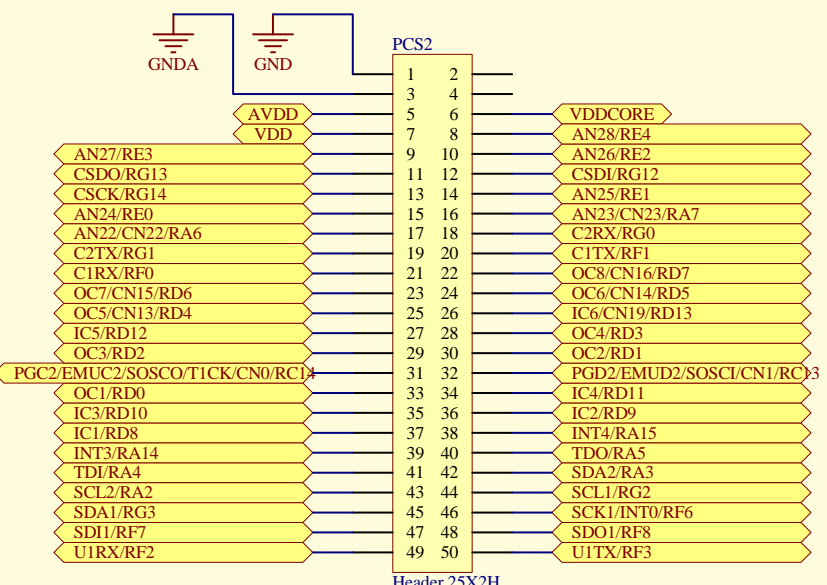 GNDA GND PCS2
1 2
3 4
AVDD 5 6 VDDCORE
VDD 7 8 AN28/RE4
AN27/RE3 9 10 AN26/RE2
CSDO/RG13 11 12 CSDI/RG12
CSCK/RG14 13 14 AN25/RE1
AN24/RE0 15 16 AN23/CN23/RA7
AN22/CN22/RA6 17 18 C2RX/RG0
C2TX/RG1 19 20 C1TX/RF1
C1RX/RF0 21 22 OC8/CN16/RD7
OC7/CN15/RD6 23 24 OC6/CN14/RD5
OC5/CN13/RD4 25 26 IC6/CN19/RD13
IC5/RD12 27 28 OC4/RD3
OC3/RD2 29 30 OC2/RD1
PGC2/EMUC2/SOSCO/T1CK/CN0/RC14 31 32 PGD2/EMUD2/SOSCI/CN1/RC13
OC1/RD0 33 34 IC4/RD11
IC3/RD10 35 36 IC2/RD9
IC1/RD8 37 38 INT4/RA15
INT3/RA14 39 40 TDO/RA5
TDI/RA4 41 42 SDA2/RA3
SCL2/RA2 43 44 SCL1/RG2
SDA1/RG3 45 46 SCK1/INT0/RF6
SDI1/RF7 47 48 SDO1/RF8
U1RX/RF2 49 50 U1TX/RF3
Header 25X2H